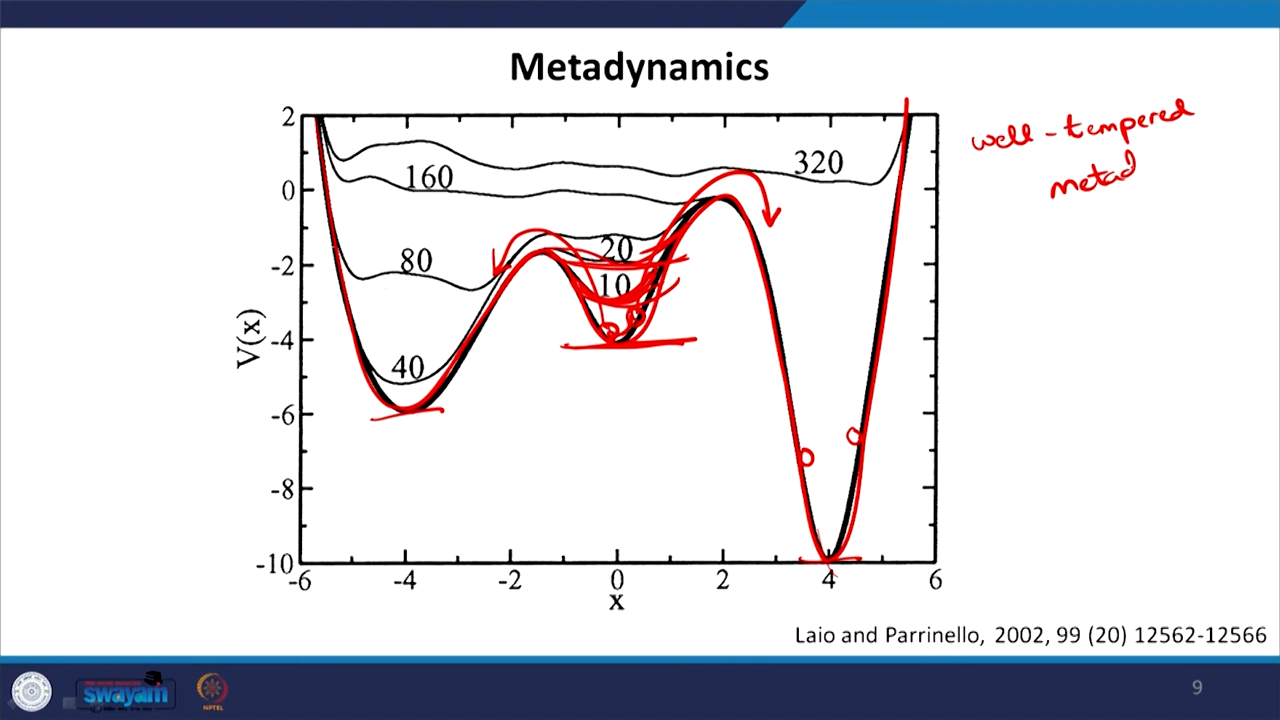 Metadynamics
well-tempered
metad
2
0
-2
-4
-6
-8
-10
V(x)
320
160
20
80
10
40
-6 -4 -2 0 2 4 6
x
Laio and Parrinello, 2002, 99 (20) 12562-12566
swayam
NPTEL
9